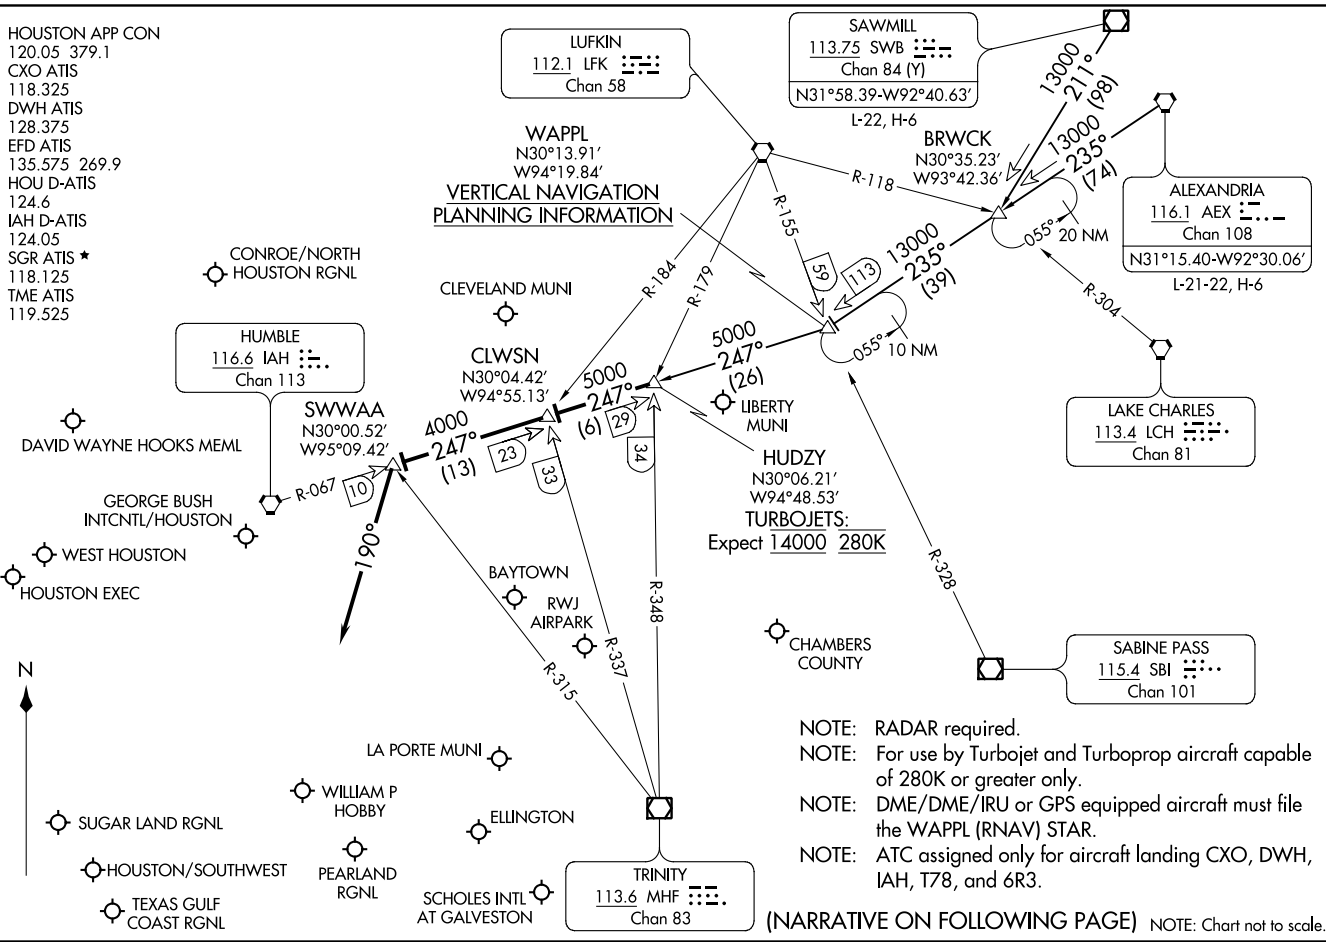 HOUSTON APP CON
120.05 379.1
CXO ATIS
118.325
DWH ATIS
128.375
EFD ATIS
135.575 269.9
HOU D-ATIS
124.6
IAH D-ATIS
124.05
SGR ATIS ★
118.125
TME ATIS
119.525
LUFKIN
112.1 LFK
Chan 58
SAWMILL
113.75 SWB
Chan 84 (Y)
N31°58.39-W92°40.63′
L-22, H-6
13000
211°
(98)
13000
235°
(74)
ALEXANDRIA
116.1 AEX
Chan 108
N31°15.40-W92°30.06′
L-21-22, H-6
WAPPL
N30°13.91′
W94°19.84′
VERTICAL NAVIGATION
PLANNING INFORMATION
BRWCK
N30°35.23′
W93°42.36′
R-118
R-155
R-179
R-184
055°
20 NM
13000
235°
(39)
59
113
055°
10 NM
R-304
LAKE CHARLES
113.4 LCH
Chan 81
CONROE/NORTH
HOUSTON RGNL
CLEVELAND MUNI
HUMBLE
116.6 IAH
Chan 113
CLWSN
N30°04.42′
W94°55.13′
5000
247°
(26)
5000
247°
(6)
29
LIBERTY
MUNI
SWWAA
N30°00.52′
W95°09.42′
4000
247°
(13)
23
33
34
HUDZY
N30°06.21′
W94°48.53′
TURBOJETS:
Expect 14000 280K
DAVID WAYNE HOOKS MEML
R-067
10
GEORGE BUSH
INTCNTL/HOUSTON
WEST HOUSTON
HOUSTON EXEC
190°
BAYTOWN
RWJ
AIRPARK
R-315
R-337
R-348
R-328
CHAMBERS
COUNTY
SABINE PASS
115.4 SBI
Chan 101
N
LA PORTE MUNI
WILLIAM P
HOBBY
SUGAR LAND RGNL
ELLINGTON
HOUSTON/SOUTHWEST
PEARLAND
RGNL
TEXAS GULF
COAST RGNL
SCHOLES INTL
AT GALVESTON
TRINITY
113.6 MHF
Chan 83
NOTE: RADAR required.
NOTE: For use by Turbojet and Turboprop aircraft capable
of 280K or greater only.
NOTE: DME/DME/IRU or GPS equipped aircraft must file
the WAPPL (RNAV) STAR.
NOTE: ATC assigned only for aircraft landing CXO, DWH,
IAH, T78, and 6R3.
(NARRATIVE ON FOLLOWING PAGE) NOTE: Chart not to scale.